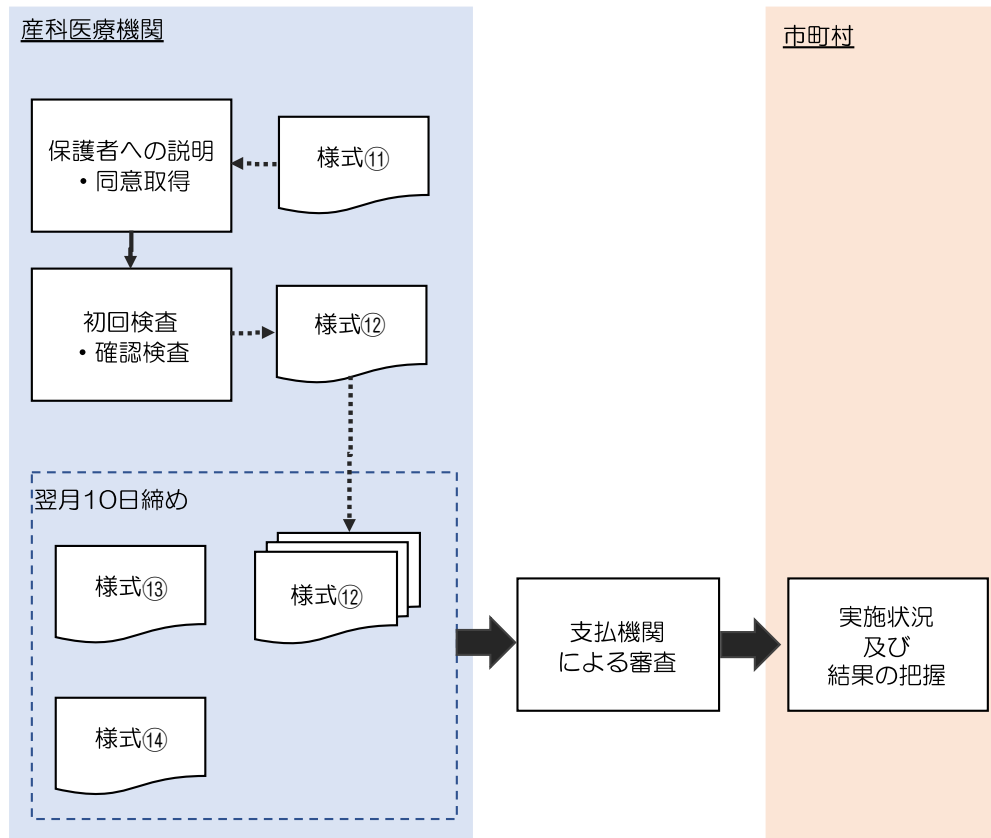 産科医療機関
市町村
保護者への説明
・同意取得
様式⑪
初回検査
・確認検査
様式⑫
翌月10日締め
様式⑬
様式⑫
様式⑭
支払機関
による審査
実施状況
及び
結果の把握